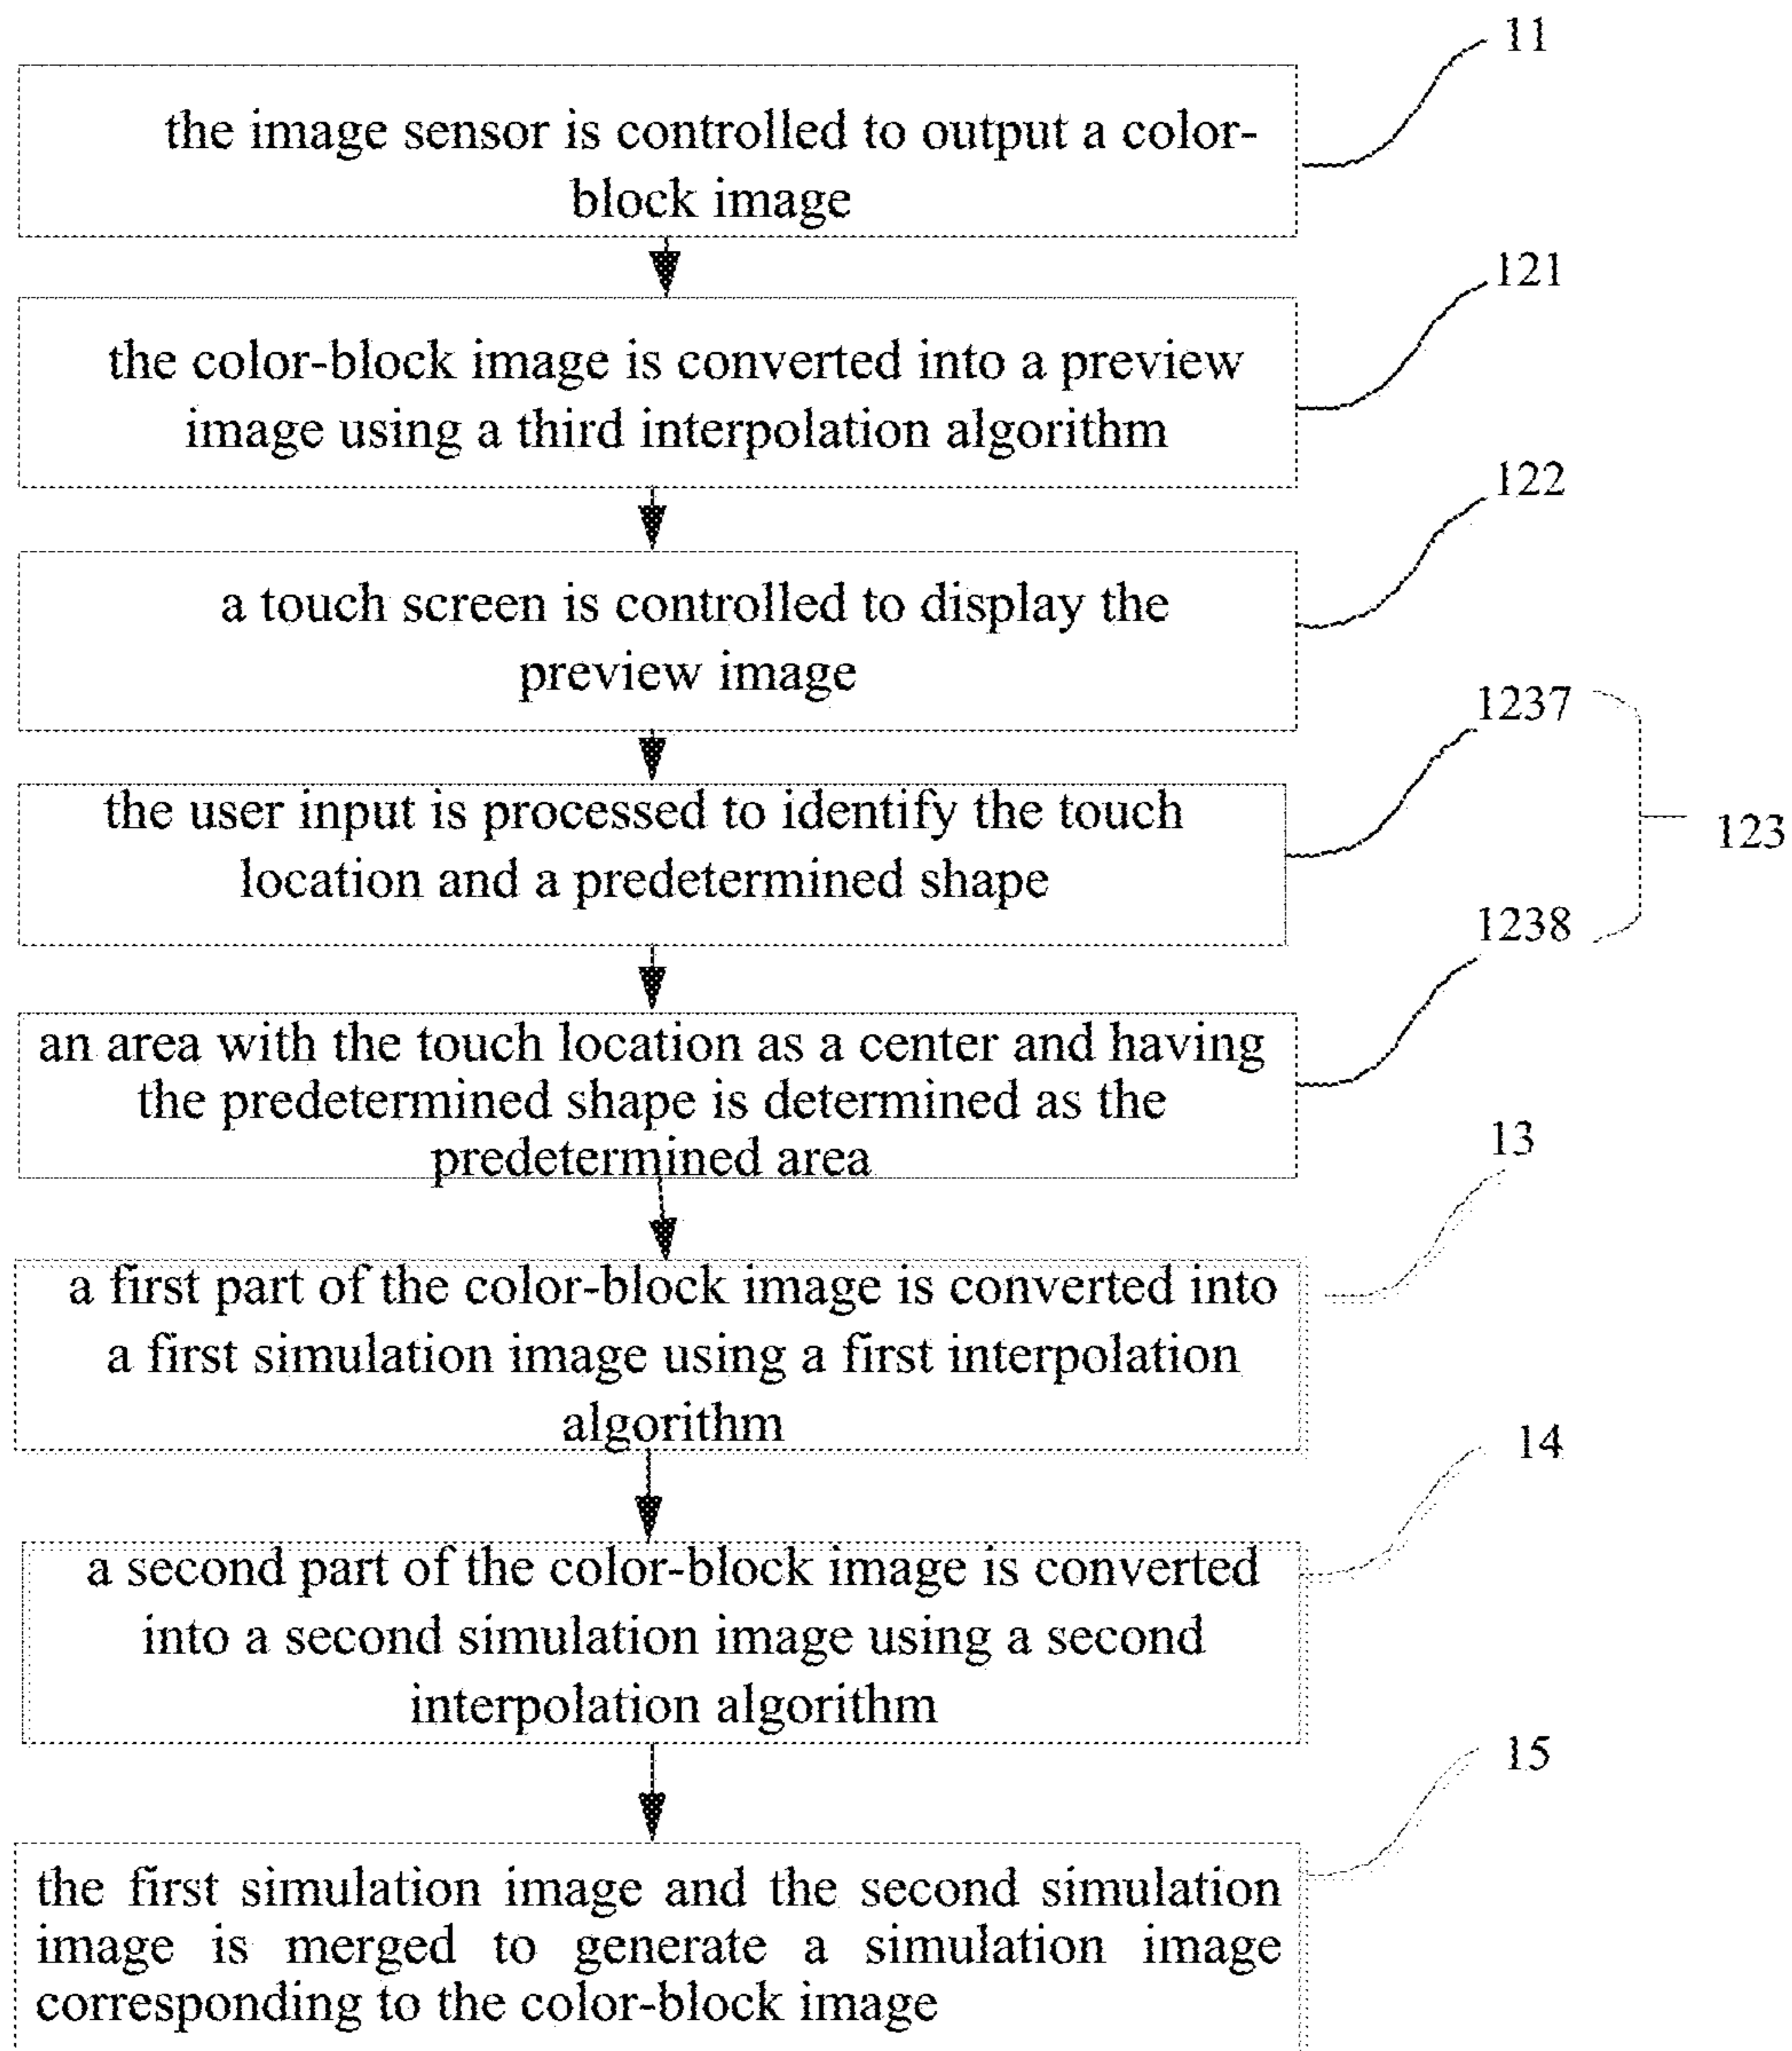 11
the image sensor is controlled to output a color-
block image
121
the color-block image is converted into a preview
image using a third interpolation algorithm
122
a touch screen is controlled to display the
preview image
1237
the user input is processed to identify the touch
location and a predetermined shape
123
1238
an area with the touch location as a center and having
the predetermined shape is determined as the
predetermined area
13
a first part of the color-block image is converted into
a first simulation image using a first interpolation
algorithm
14
a second part of the color-block image is converted
into a second simulation image using a second
interpolation algorithm
15
the first simulation image and the second simulation
image is merged to generate a simulation image
corresponding to the color-block image